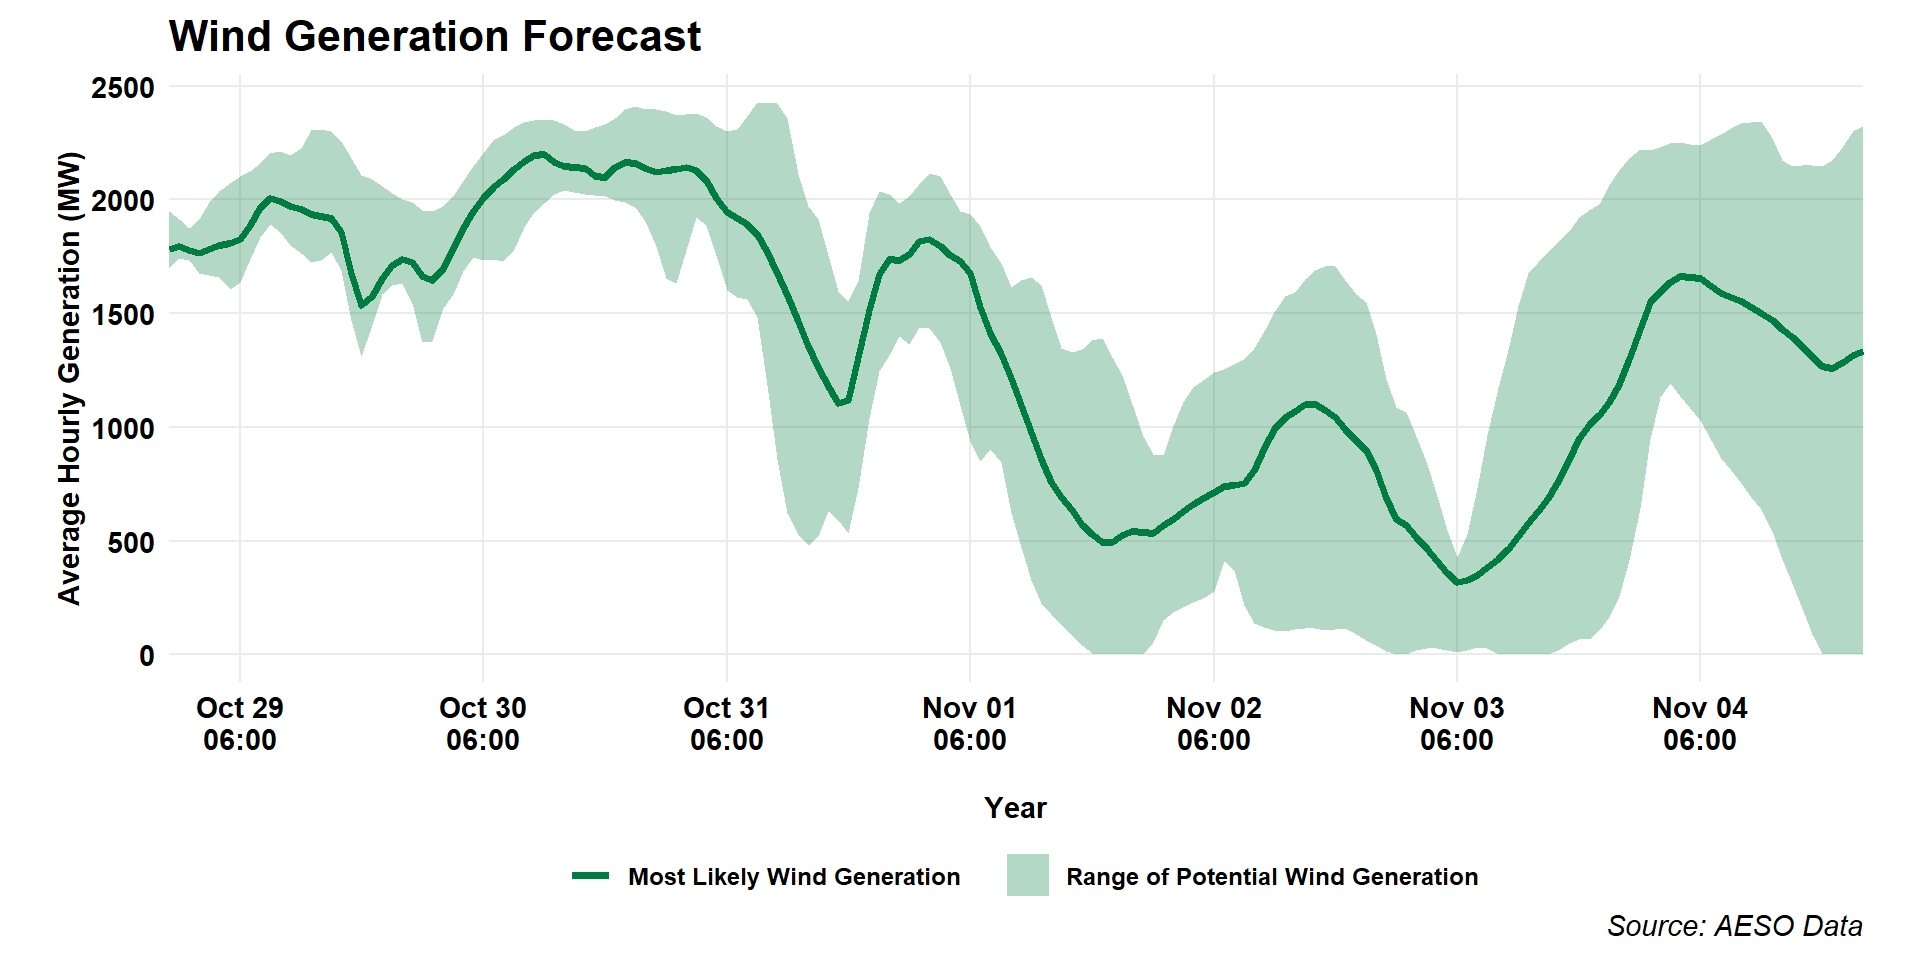 Wind Generation Forecast
Average Hourly Generation (MW)
2500
2000
1500
1000
500
0
Oct 29 Oct 30 Oct 31 Nov 01 Nov 02 Nov 03 Nov 04
06:00 06:00 06:00 06:00 06:00 06:00 06:00
Year
Most Likely Wind Generation Range of Potential Wind Generation
Source: AESO Data